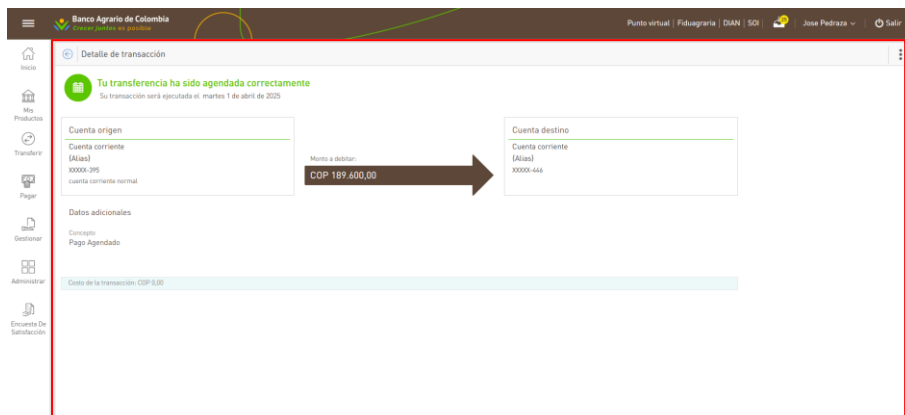 Banco Agrario de Colombia
Crecer juntos es posible
Punto virtual | Fiduagraria | DIAN | SOI | Jose Pedraza | Salir
Inicio
Mis
Productos
Transferir
Pagar
Gestionar
Administrar
Encuesta De
Satisfacción
Detalle de transacción
Tu transferencia ha sido agendada correctamente
Su transacción será ejecutada el: martes 1 de abril de 2025
Cuenta origen
Cuenta corriente
(Alias)
XXXXX-395
cuenta corriente normal
Monto a debitar:
COP 189.600,00
Cuenta destino
Cuenta corriente
(Alias)
XXXXX-446
Datos adicionales
Concepto
Pago Agendado
Costo de la transacción: COP 0,00